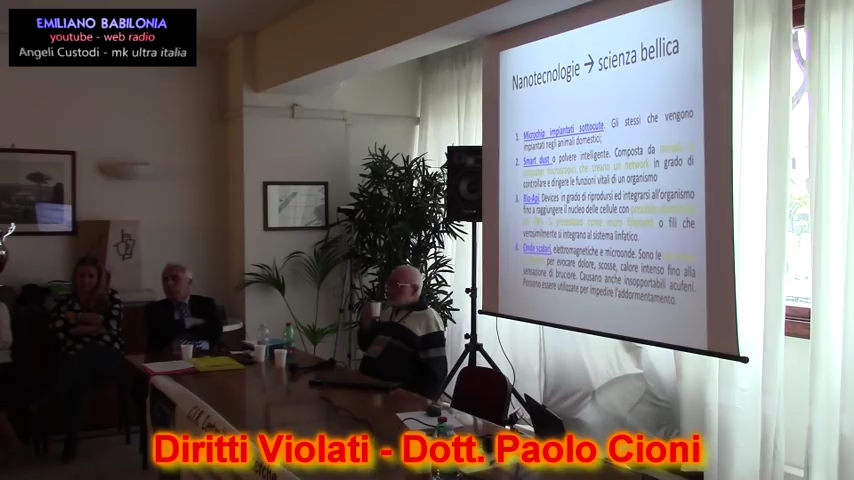 EMILIANO BABILONIA
youtube - web radio
Angeli Custodi - mk ultra italia
Nanotecnologie → scienza bellica
1. Microchip impiantati sottocute. Gli stessi che vengono
impiantati negli animali domestici;
2. Smart dust o polvere intelligente. Composta da
computer microscopici che creano un network in grado di
controllare e dirigere le funzioni vitali di un organismo
3. Devices in grado di riprodursi ed integrarsi all'organismo
fino a raggiungere il nucleo delle cellule con
o fili che
verosimilmente si integrano al sistema linfatico.
4. Onde scalari, elettromagnetiche e microonde. Sono le
per evocare dolore, scosse, calore intenso fino alla
sensazione di bruciore. Causano anche insopportabili acufeni.
Possono essere utilizzate per impedire l'addormentamento.
Diritti Violati - Dott. Paolo Cioni